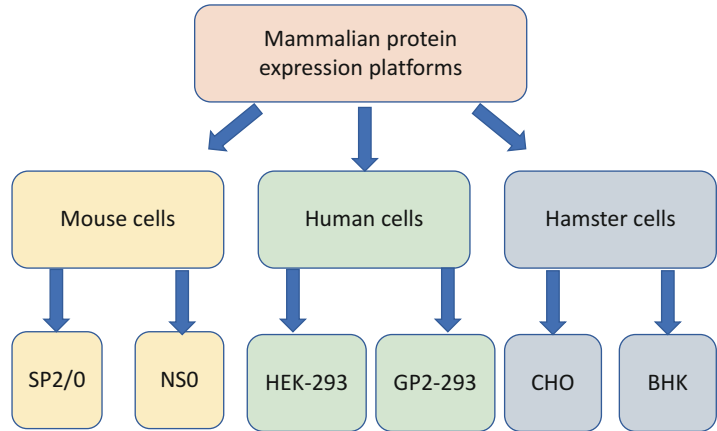 Mammalian protein
expression platforms
Mouse cells
Human cells
Hamster cells
SP2/0
NS0
HEK-293
GP2-293
CHO
BHK